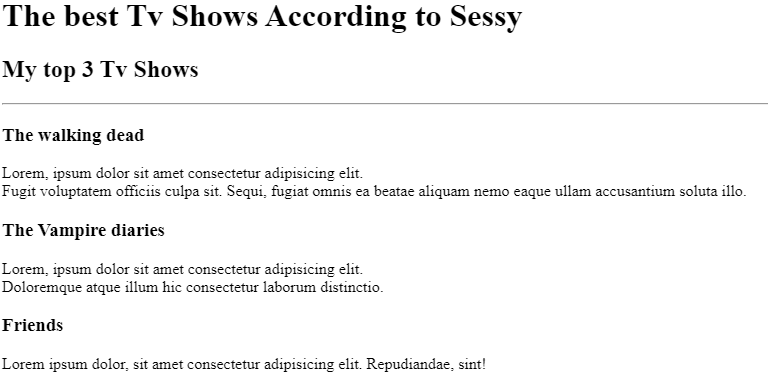 The best Tv Shows According to Sessy
My top 3 Tv Shows
The walking dead
Lorem, ipsum dolor sit amet consectetur adipisicing elit.
Fugit voluptatem officiis culpa sit. Sequi, fugiat omnis ea beatae aliquam nemo eaque ullam accusantium soluta illo.
The Vampire diaries
Lorem, ipsum dolor sit amet consectetur adipisicing elit.
Doloremque atque illum hic consectetur laborum distinctio.
Friends
Lorem ipsum dolor, sit amet consectetur adipisicing elit. Repudiandae, sint!